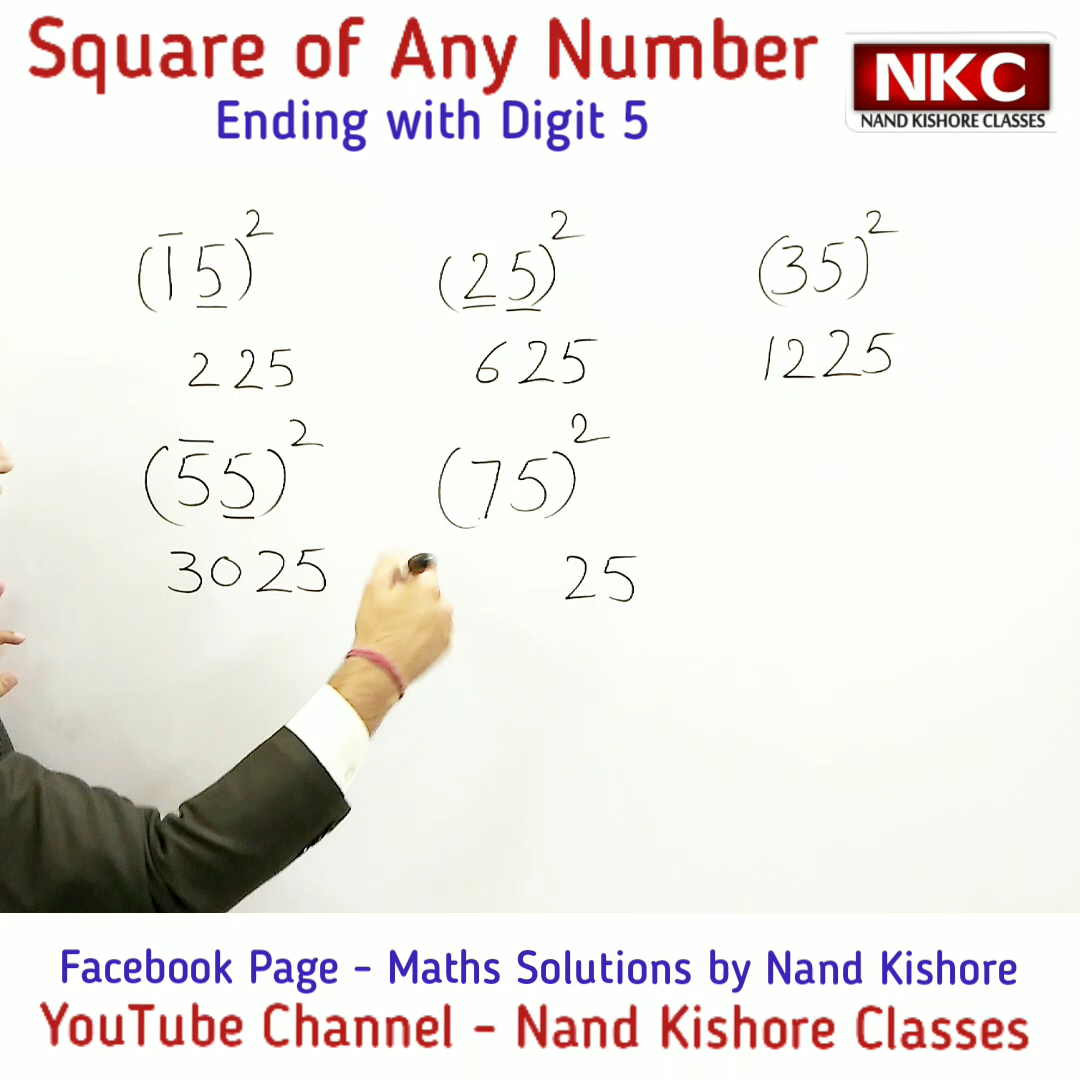 Square of Any Number
Ending with Digit 5
NKC
NAND KISHORE CLASSES
(15)² (25)² (35)²
225 625 1225
(55)² (75)²
3025 25
Facebook Page - Maths Solutions by Nand Kishore
YouTube Channel - Nand Kishore Classes